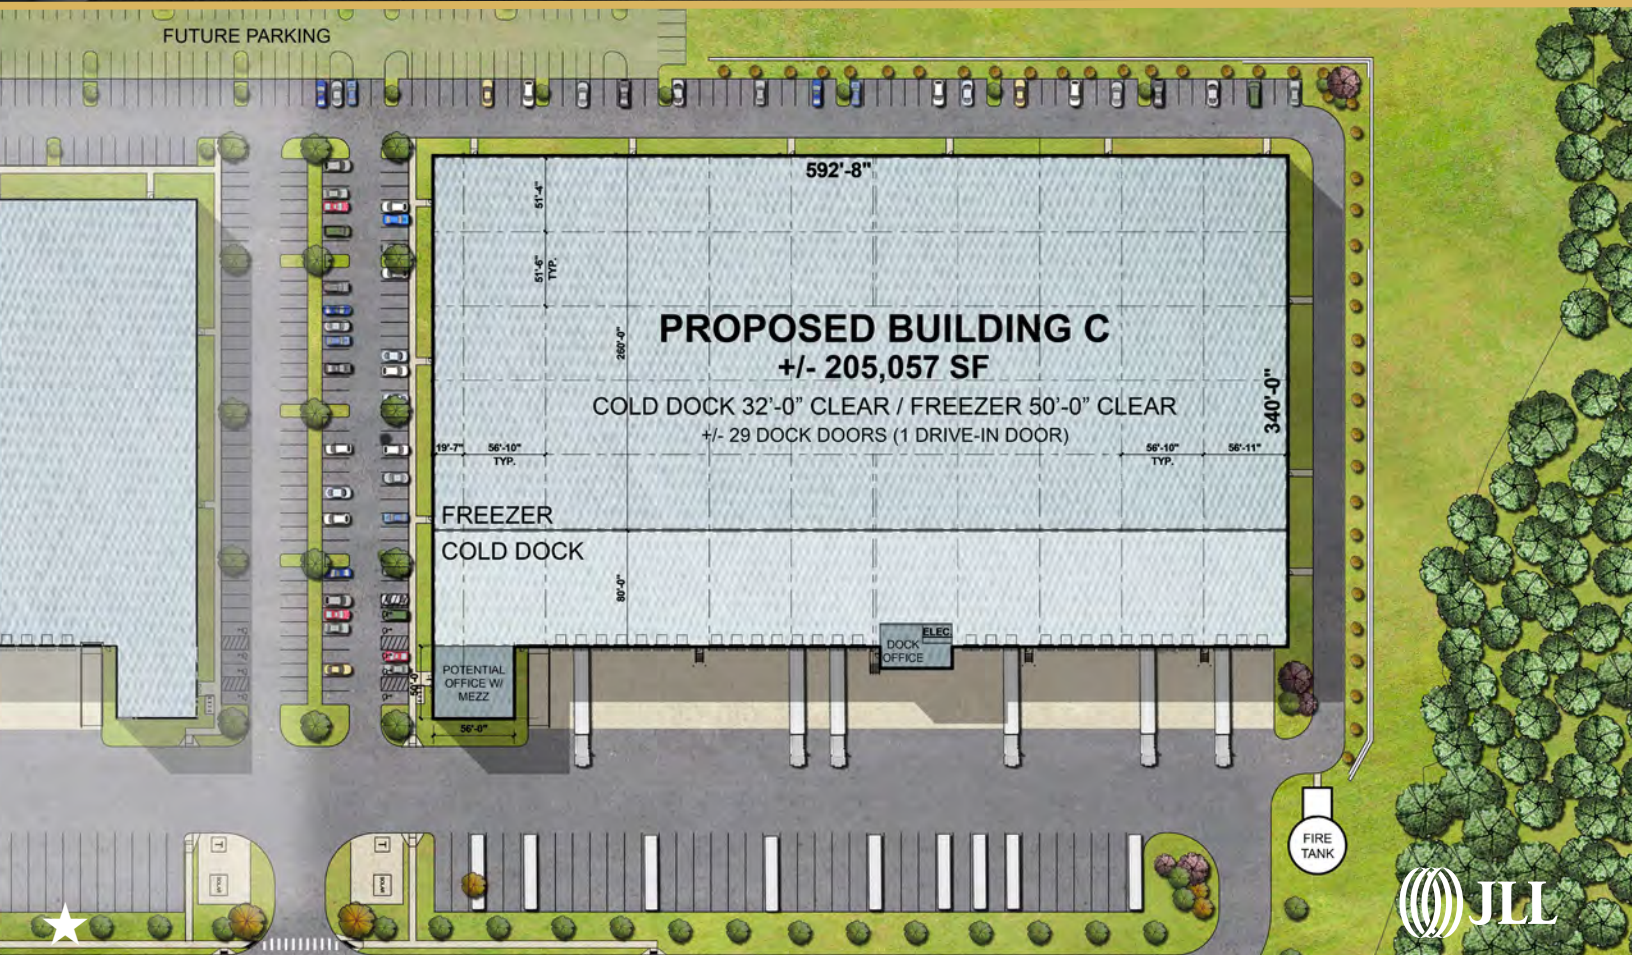 FUTURE PARKING
592'-8"
51'-4"
51'-6"
TYP.
PROPOSED BUILDING C
+/- 205,057 SF
260'-0"
340'-0"
COLD DOCK 32'-0” CLEAR / FREEZER 50'-0” CLEAR
+/- 29 DOCK DOORS (1 DRIVE-IN DOOR)
19'-7"
56'-10"
TYP.
56'-10"
TYP.
56'-11"
FREEZER
COLD DOCK
80'-0"
ELEC.
DOCK
OFFICE
POTENTIAL
OFFICE W/
MEZZ
50'-0"
56'-0"
FIRE
TANK
T
T
JLL